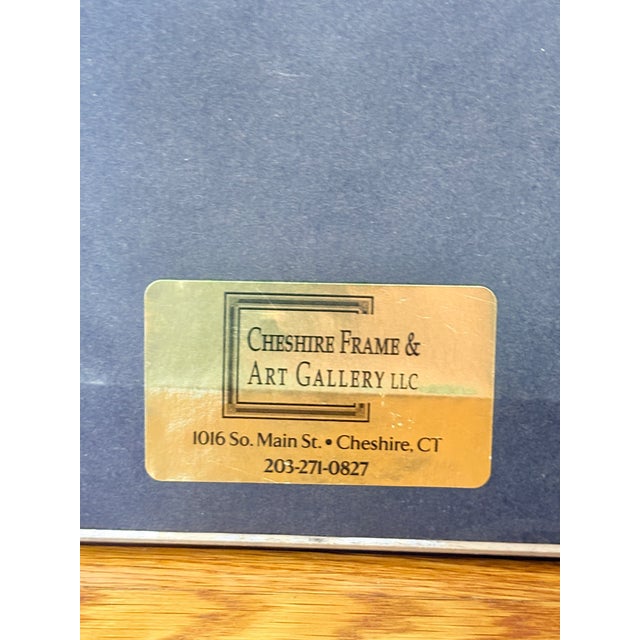 CHESHIRE FRAME &
ART GALLERY LLC
1016 So. Main St. • Cheshire, CT
203-271-0827